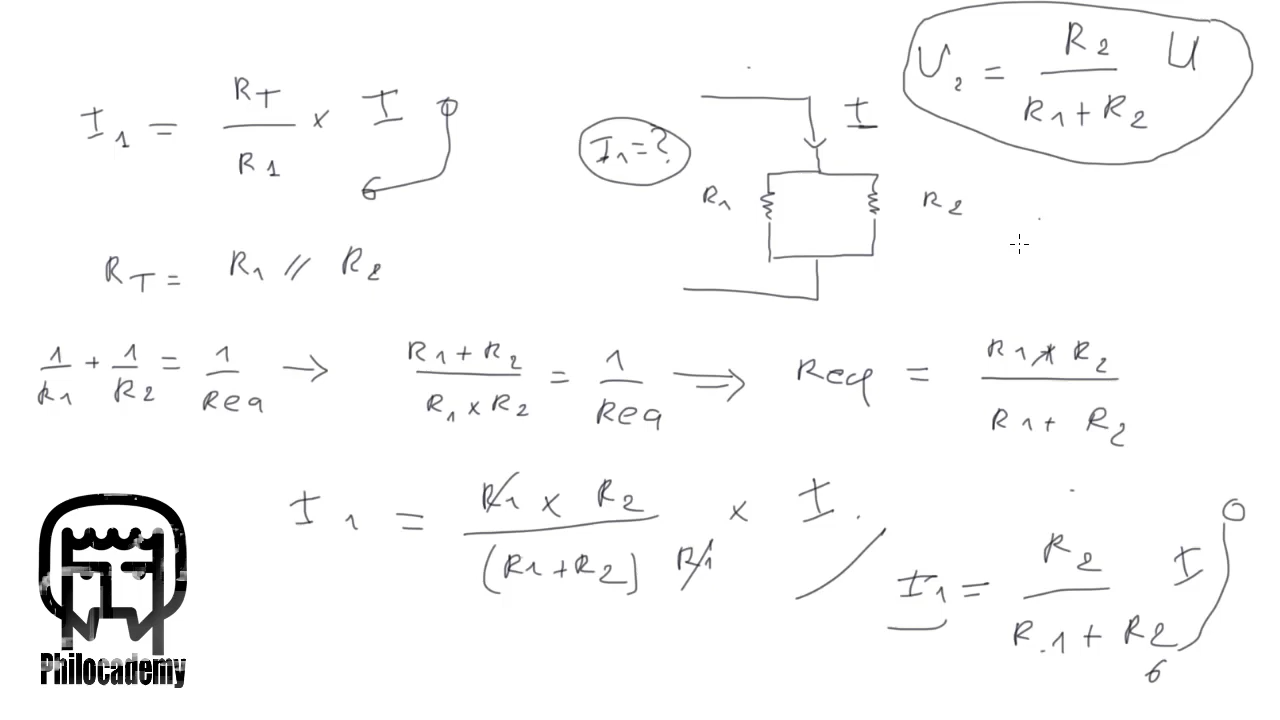 I1 = RT/R1 × I
I1 = ?
I
U2 = R2/(R1+R2) U
R1
R2
RT = R1 // R2
1/R1 + 1/R2 = 1/Req → (R1+R2)/(R1×R2) = 1/Req ⇒ Req = (R1*R2)/(R1+R2)
I1 = (R1 × R2)/((R1+R2) R1) × I.
I1 = R2/(R1+R2) I
Philocademy